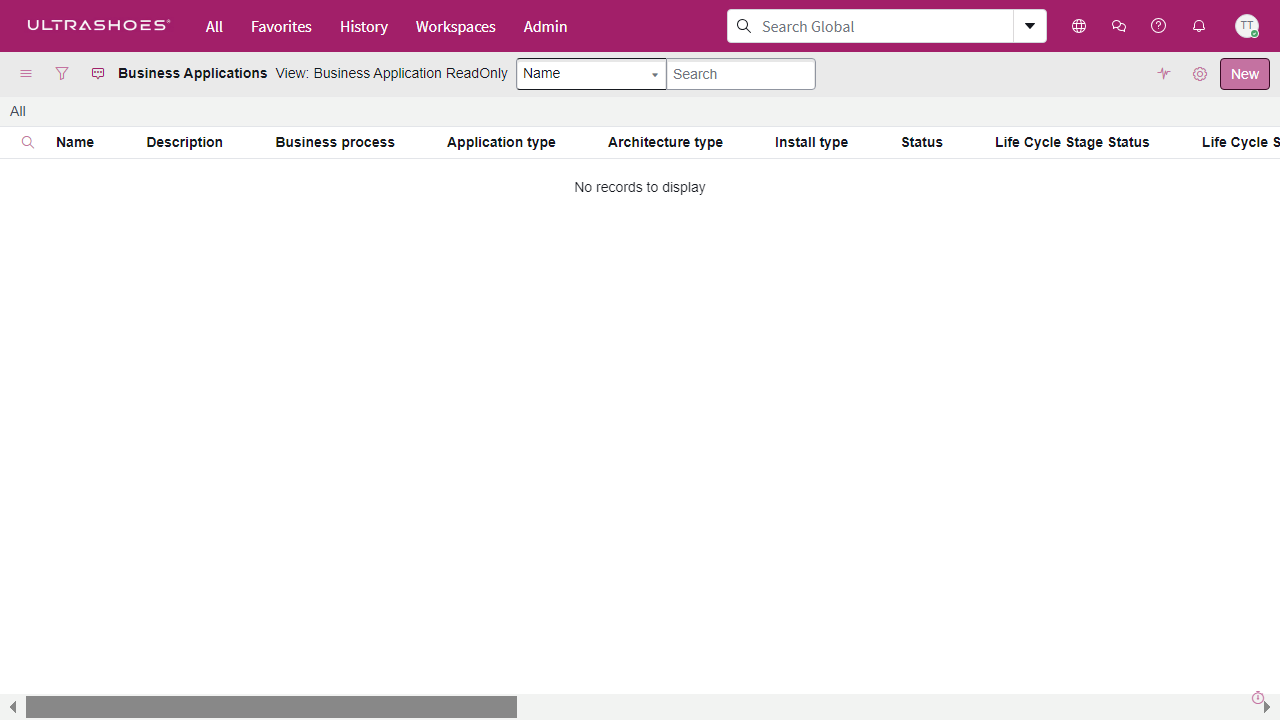 ULTRASHOES® All Favorites History Workspaces Admin Search Global TT
Business Applications View: Business Application ReadOnly Name Search New
All
Name Description Business process Application type Architecture type Install type Status Life Cycle Stage Status Life Cycle S
No records to display